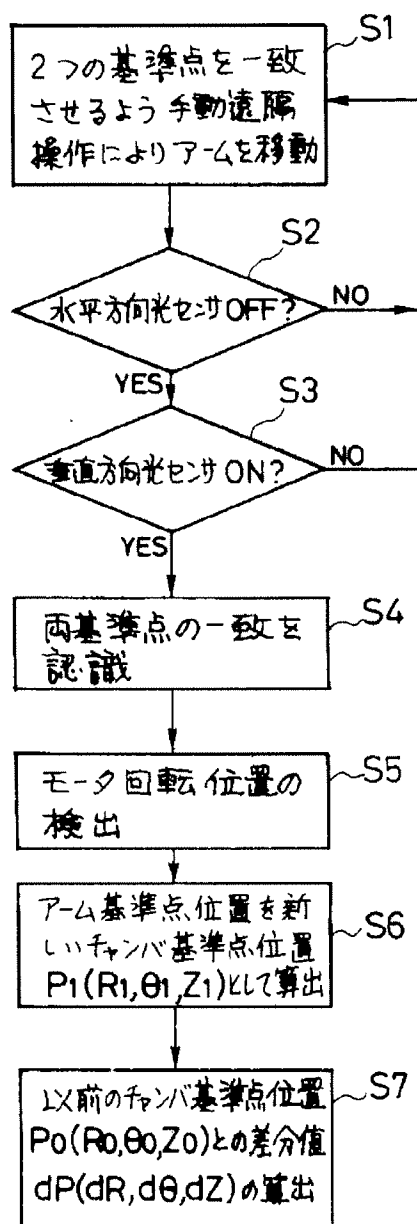 S1
2つの基準点を一致
させるよう手動遠隔
操作によりアームを移動
S2
水平方向光センサOFF?
NO
YES
S3
垂直方向光センサON?
NO
YES
S4
両基準点の一致を
認識
S5
モータ回転位置の
検出
S6
アーム基準点位置を新
しいチャンバ基準点位置
P1(R1,θ1,Z1)として算出
S7
以前のチャンバ基準点位置
P0(R0,θ0,Z0)との差分値
dP(dR,dθ,dZ)の算出